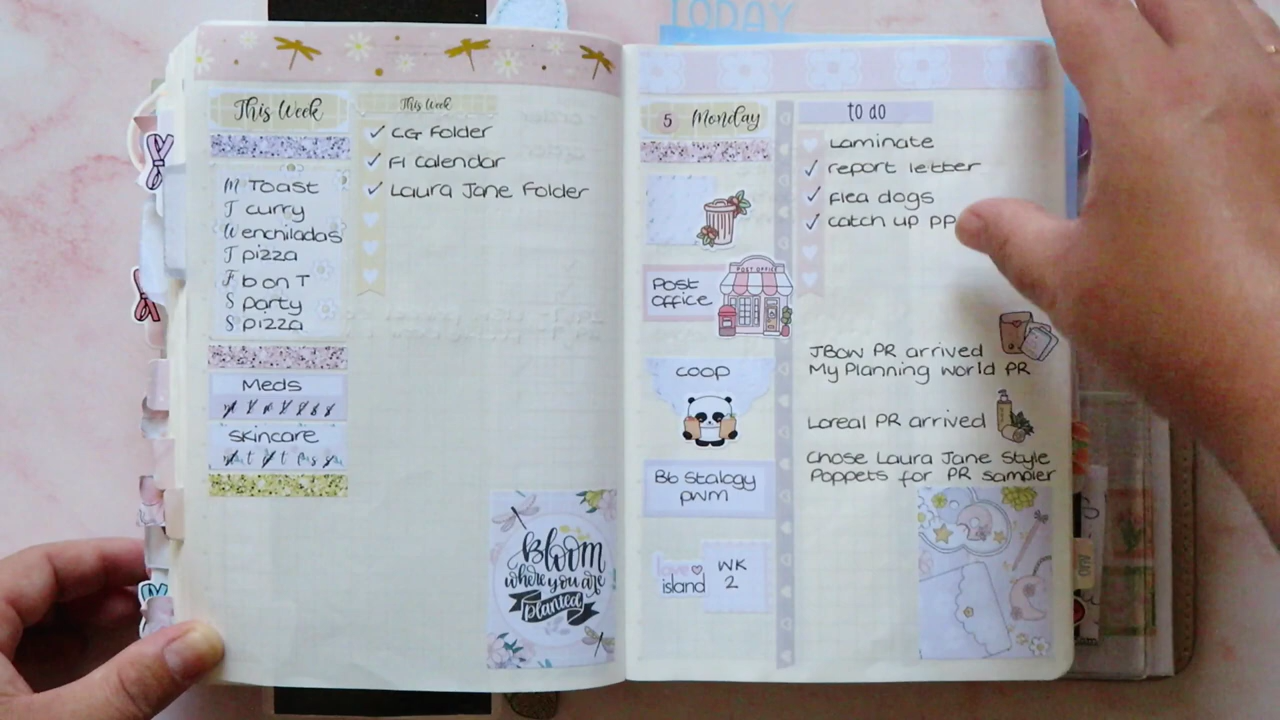 TODAY
This Week
M Toast
T curry
W enchiladas
T pizza
F b on T
S party
S pizza
Meds
skincare
This Week
CG Folder
F1 Calendar
Laura Jane Folder
Bloom
where you are
planted
5 Monday
POST OFFICE
Post
office
coop
B6 Stalogy
pwm
love
island
WK
2
to do
Laminate
report letter
flea dogs
catch up pp
JBow PR arrived
My Planning world PR
Loreal PR arrived
Chose Laura Jane Style
Poppets for PR sampler